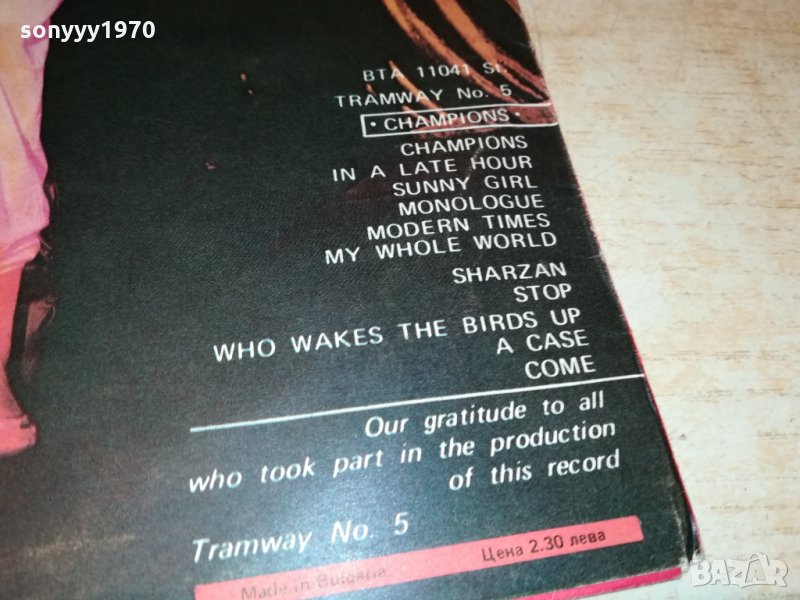 sonyyy1970
BTA 11041 St.
TRAMWAY No. 5
• CHAMPIONS •
CHAMPIONS
IN A LATE HOUR
SUNNY GIRL
MONOLOGUE
MODERN TIMES
MY WHOLE WORLD
SHARZAN
STOP
WHO WAKES THE BIRDS UP
A CASE
COME
Our gratitude to all
who took part in the production
of this record
Tramway No. 5
Made in Bulgaria
Цена 2.30 лева
BAZAR